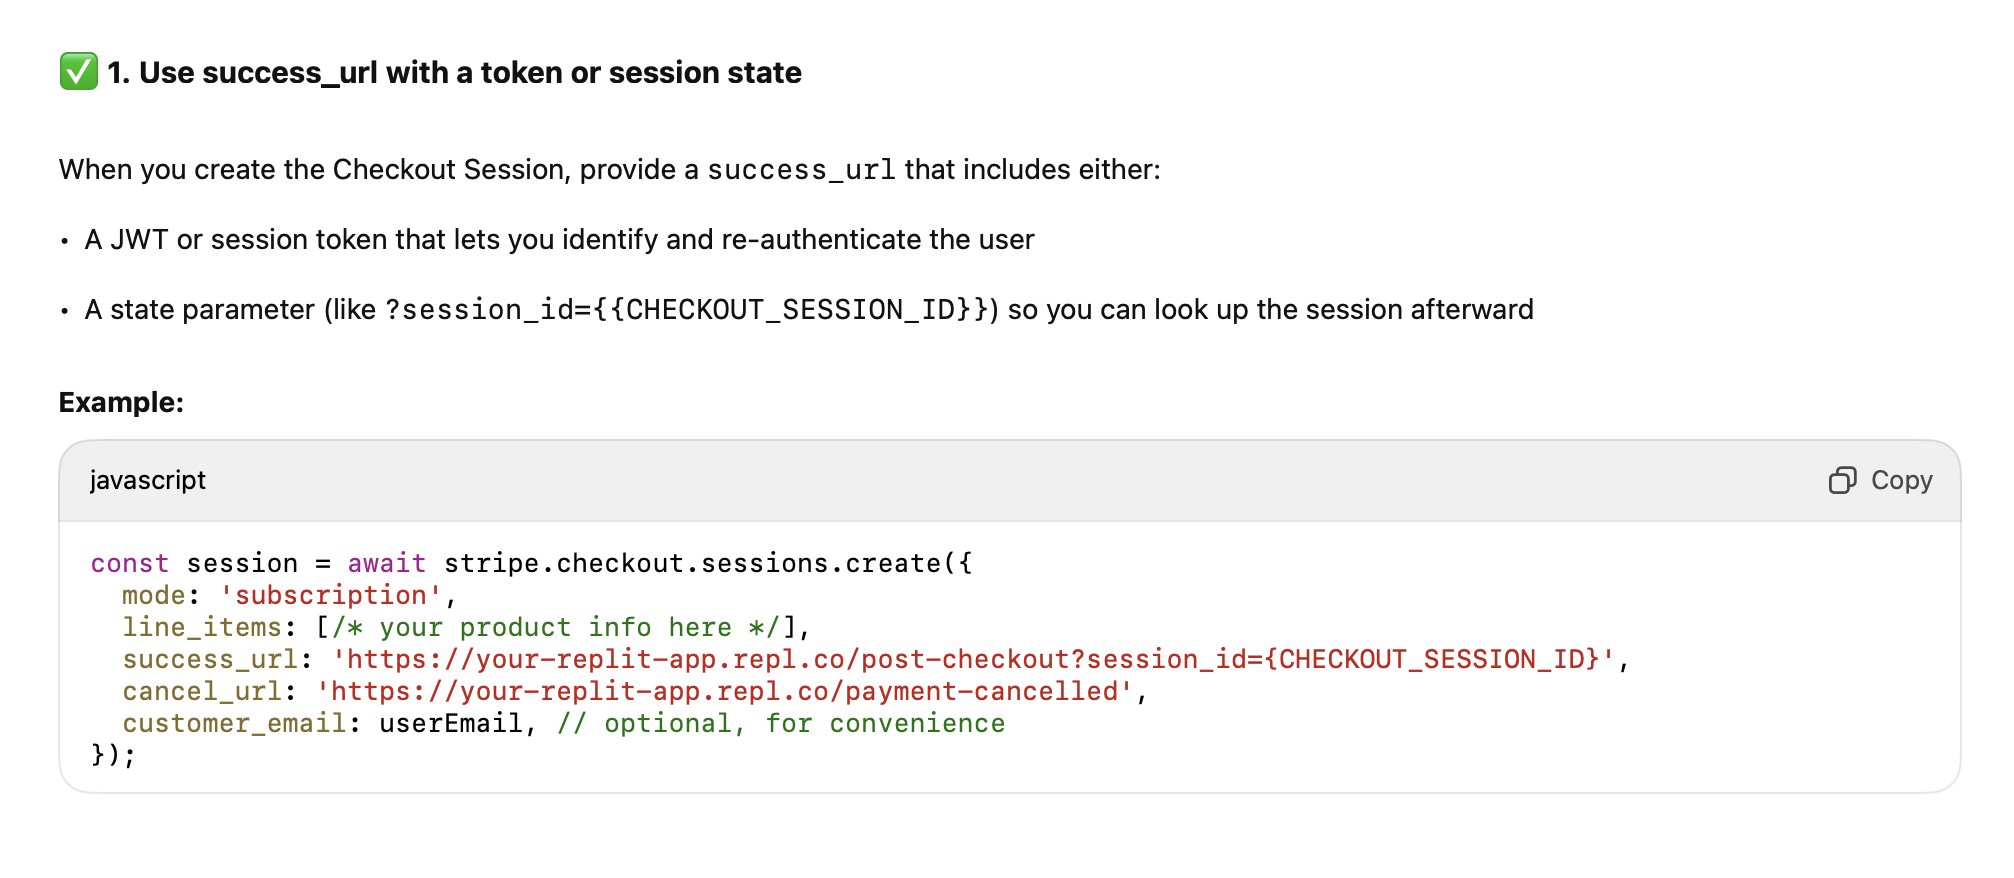 ✅ 1. Use success_url with a token or session state
When you create the Checkout Session, provide a success_url that includes either:
• A JWT or session token that lets you identify and re-authenticate the user
• A state parameter (like ?session_id={{CHECKOUT_SESSION_ID}}) so you can look up the session afterward
Example:
javascript
Copy
const session = await stripe.checkout.sessions.create({
  mode: 'subscription',
  line_items: [/* your product info here */],
  success_url: 'https://your-replit-app.repl.co/post-checkout?session_id={CHECKOUT_SESSION_ID}',
  cancel_url: 'https://your-replit-app.repl.co/payment-cancelled',
  customer_email: userEmail, // optional, for convenience
});